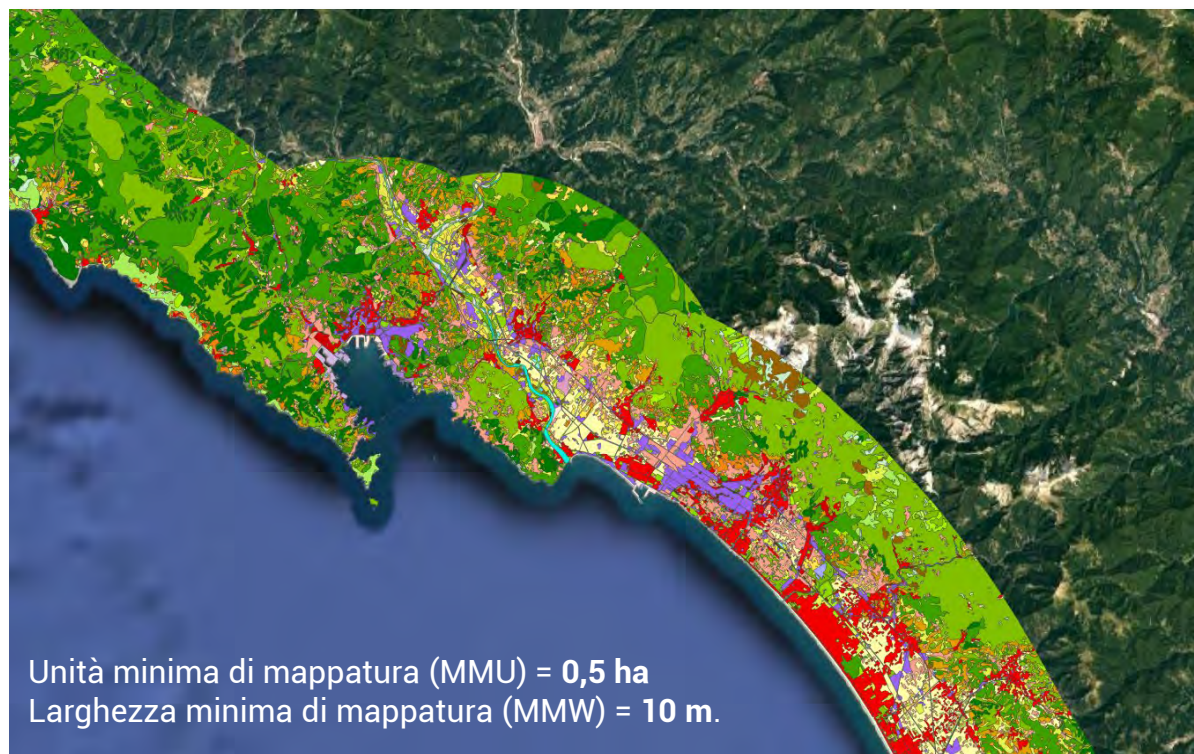 Unità minima di mappatura (MMU) = 0,5 ha
Larghezza minima di mappatura (MMW) = 10 m.